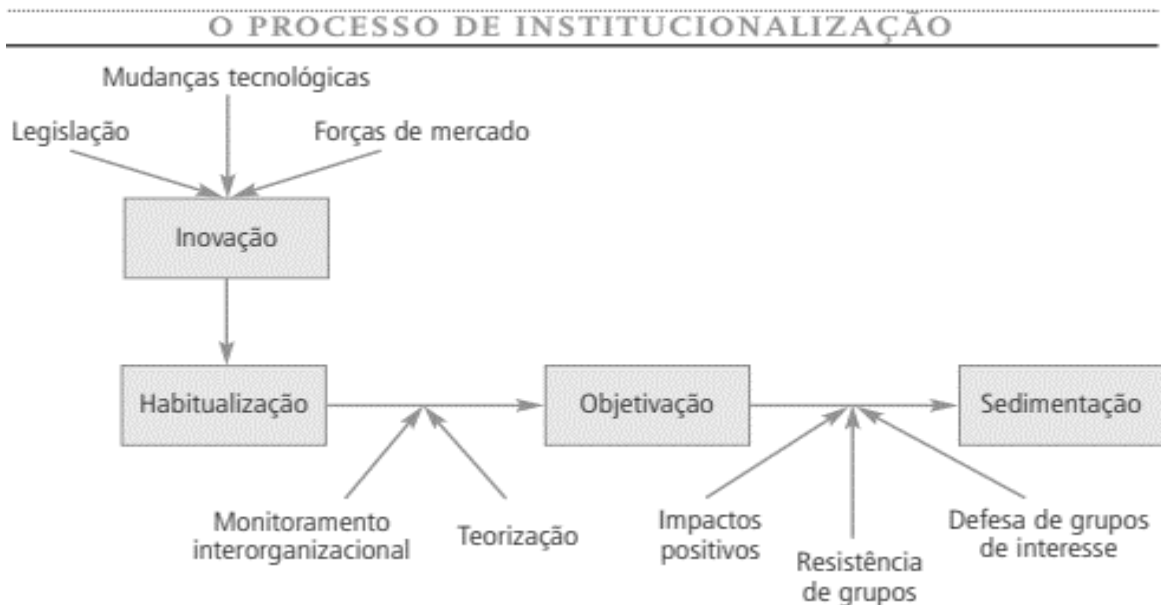 O PROCESSO DE INSTITUCIONALIZAÇÃO
Mudanças tecnológicas
Legislação
Forças de mercado
Inovação
Habitualização
Objetivação
Sedimentação
Monitoramento
interorganizacional
Teorização
Impactos
positivos
Resistência
de grupos
Defesa de grupos
de interesse